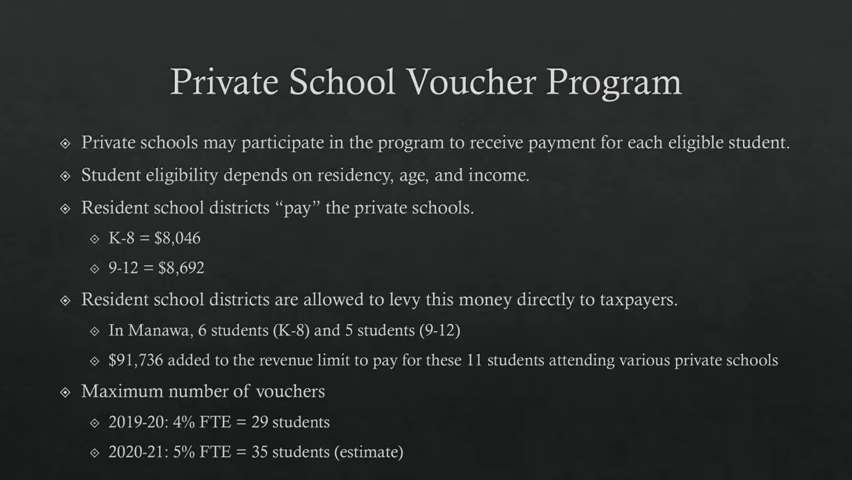 Private School Voucher Program
Private schools may participate in the program to receive payment for each eligible student.
Student eligibility depends on residency, age, and income.
Resident school districts “pay” the private schools.
K-8 = $8,046
9-12 = $8,692
Resident school districts are allowed to levy this money directly to taxpayers.
In Manawa, 6 students (K-8) and 5 students (9-12)
$91,736 added to the revenue limit to pay for these 11 students attending various private schools
Maximum number of vouchers
2019-20: 4% FTE = 29 students
2020-21: 5% FTE = 35 students (estimate)